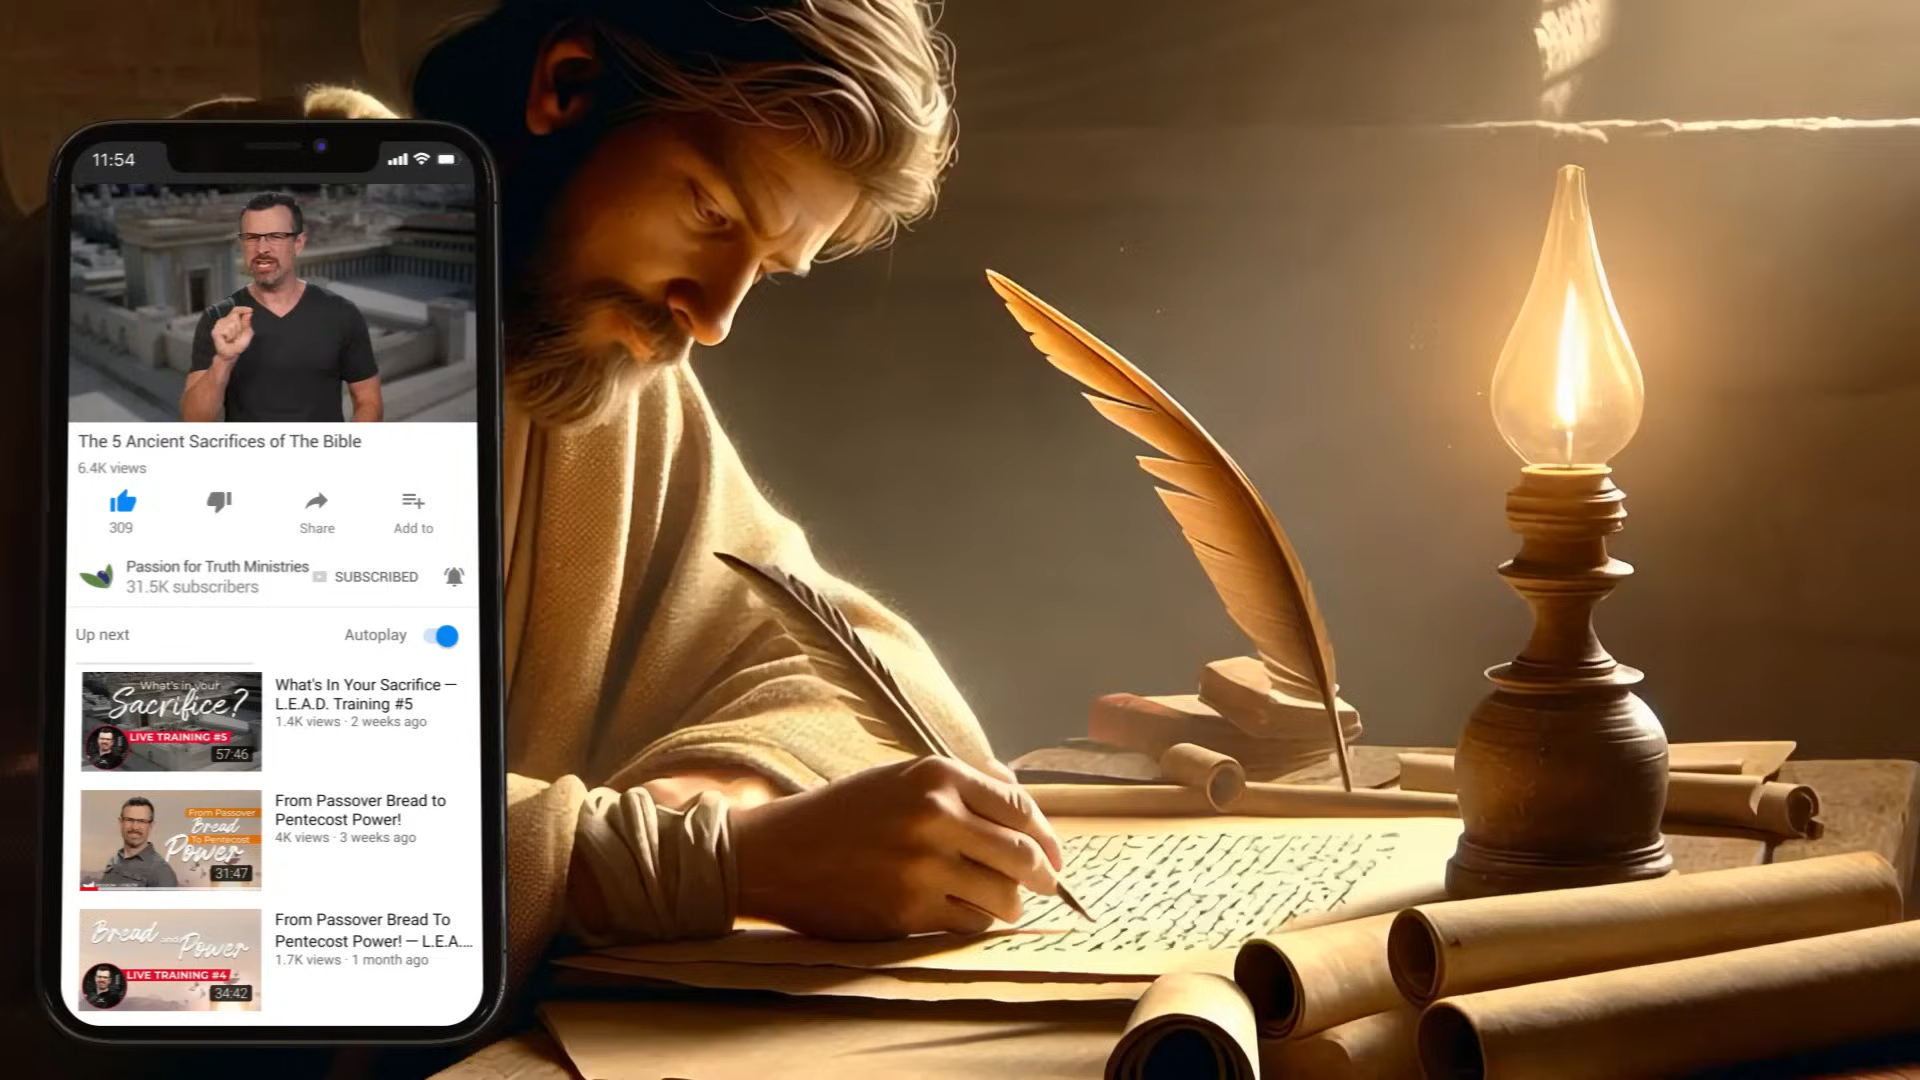 11:54
The 5 Ancient Sacrifices of The Bible
6.4K views
309
Share
Add to
Passion for Truth Ministries
31.5K subscribers
SUBSCRIBED
Up next
Autoplay
What's in your
Sacrifice?
LIVE TRAINING #5
57:46
What's In Your Sacrifice —
L.E.A.D. Training #5
1.4K views · 2 weeks ago
From Passover
Bread
To Pentecost
Power
31:47
From Passover Bread to
Pentecost Power!
4K views · 3 weeks ago
Bread and Power
LIVE TRAINING #4
34:42
From Passover Bread To
Pentecost Power! — L.E.A....
1.7K views · 1 month ago